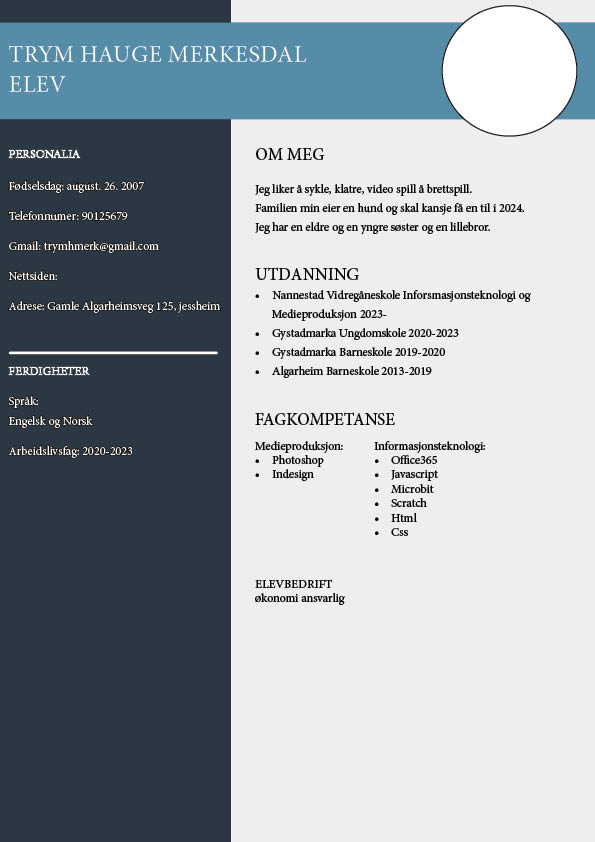 TRYM HAUGE MERKESDAL
ELEV
PERSONALIA
Fødselsdag: august. 26. 2007
Telefonnumer: 90125679
Gmail: trymhmerk@gmail.com
Nettsiden:
Adrese: Gamle Algarheimsveg 125, jessheim
FERDIGHETER
Språk:
Engelsk og Norsk
Arbeidslivsfag: 2020-2023
OM MEG
Jeg liker å sykle, klatre, video spill å brettspill.
Familien min eier en hund og skal kansje få en til i 2024.
Jeg har en eldre og en yngre søster og en lillebror.
UTDANNING
• Nannestad Vidregåneskole Inforsmasjonsteknologi og
Medieproduksjon 2023-
• Gystadmarka Ungdomskole 2020-2023
• Gystadmarka Barneskole 2019-2020
• Algarheim Barneskole 2013-2019
FAGKOMPETANSE
Medieproduksjon:
• Photoshop
• Indesign
Informasjonsteknologi:
• Office365
• Javascript
• Microbit
• Scratch
• Html
• Css
ELEVBEDRIFT
økonomi ansvarlig